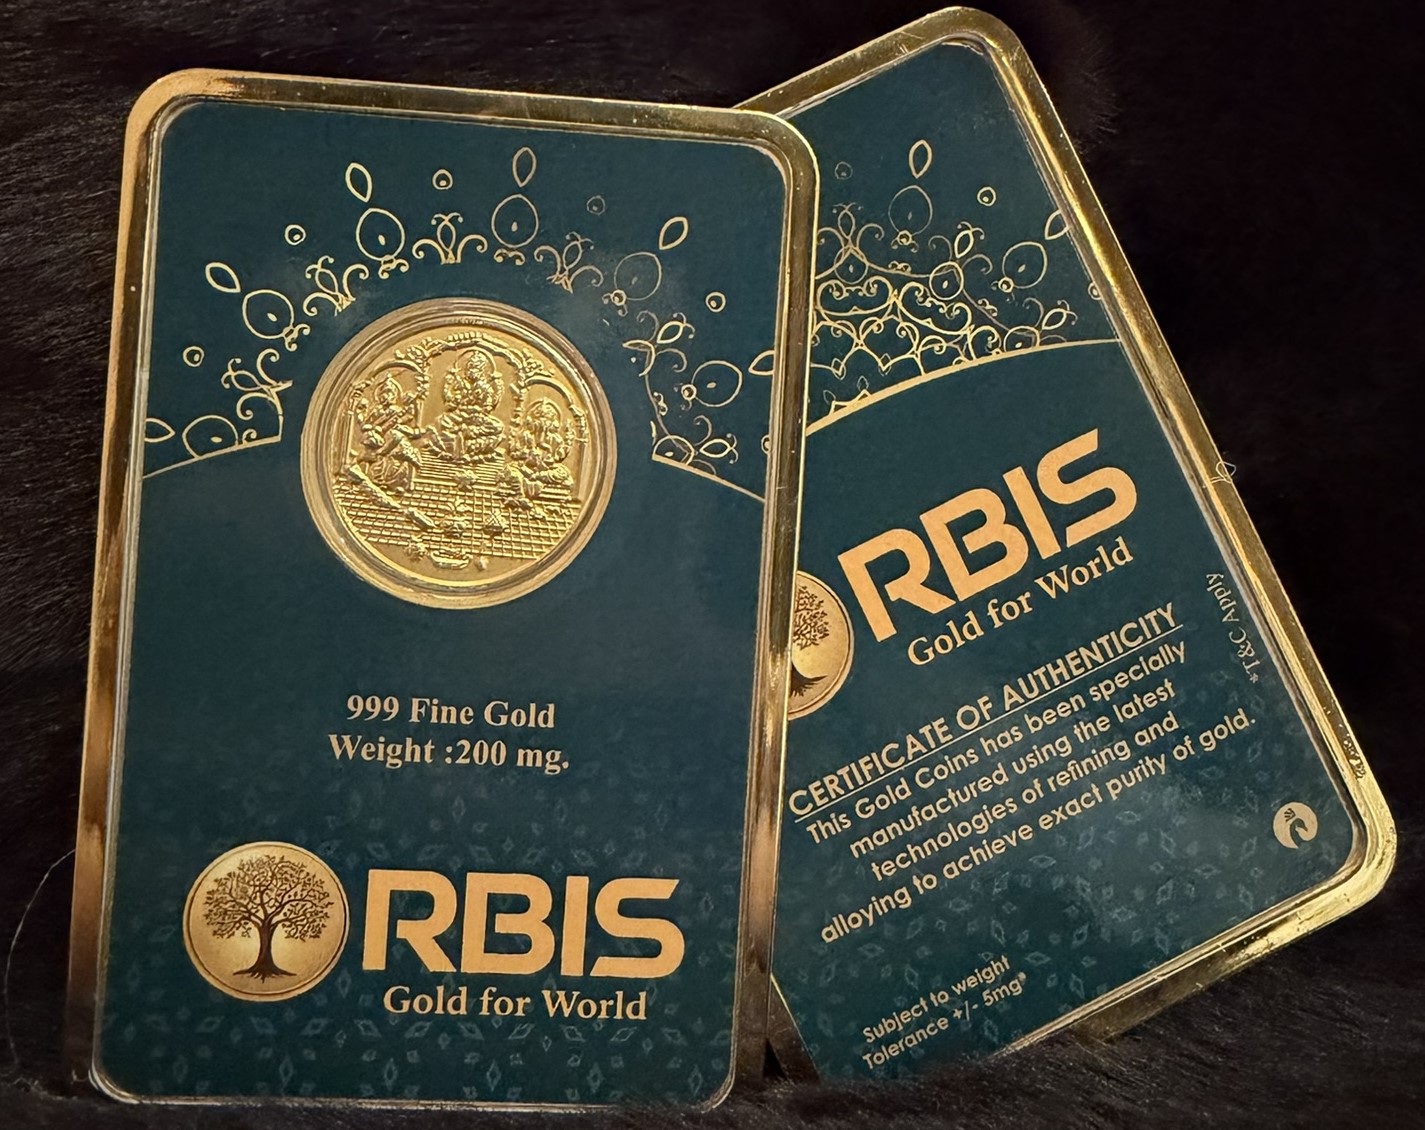 999 Fine Gold
Weight :200 mg.
RBIS
Gold for World
RBIS
Gold for World
*T&C Apply
CERTIFICATE OF AUTHENTICITY
This Gold Coins has been specially
manufactured using the latest
technologies of refining and
alloying to achieve exact purity of gold.
Subject to weight
Tolerance +/- 5mg*